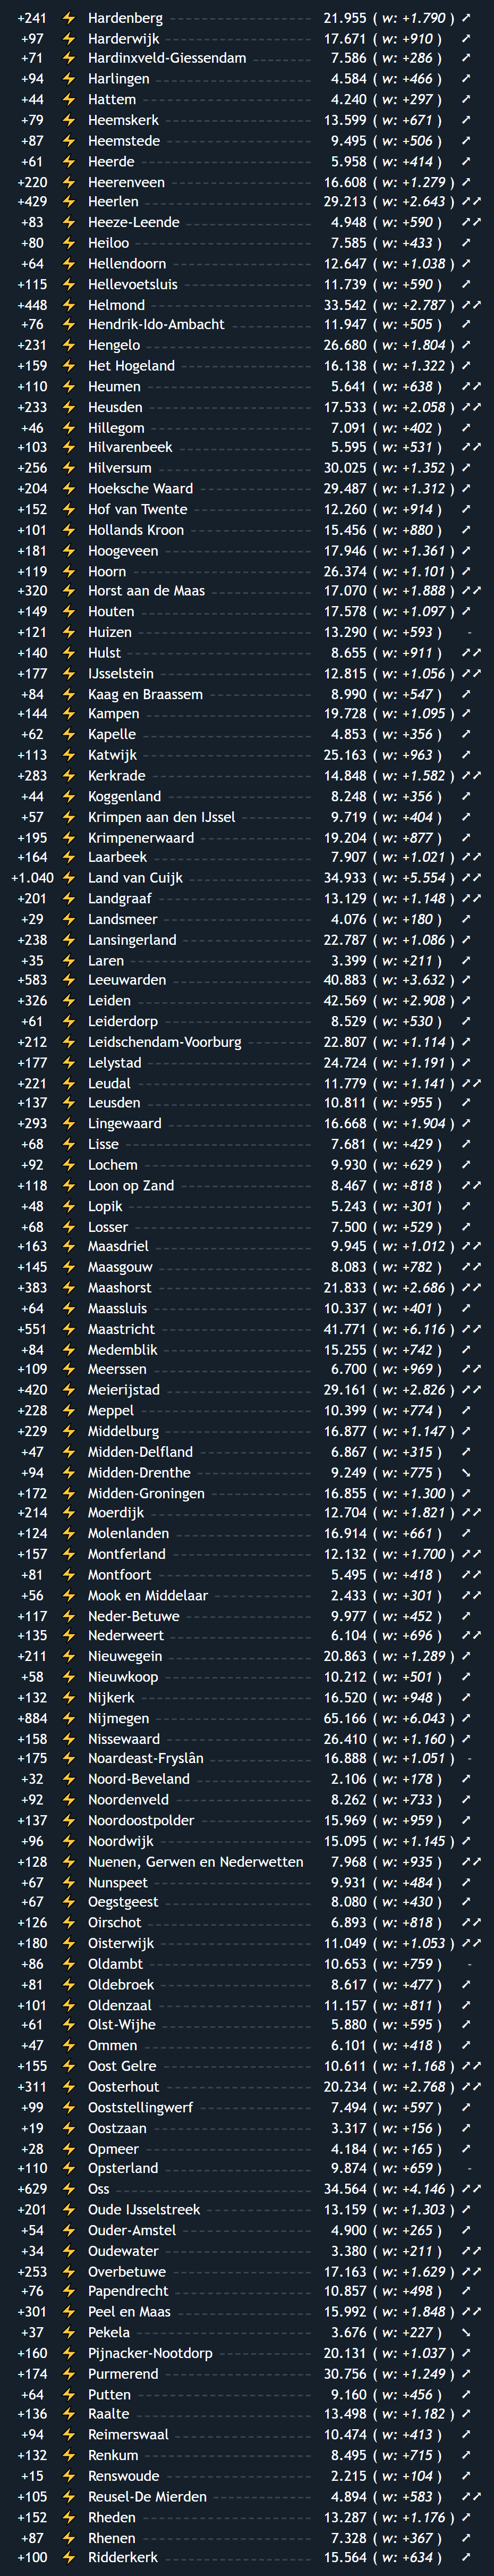 +241 ⚡ Hardenberg 21.955 ( w: +1.790 ) ↗
+97 ⚡ Harderwijk 17.671 ( w: +910 ) ↗
+71 ⚡ Hardinxveld-Giessendam 7.586 ( w: +286 ) ↗
+94 ⚡ Harlingen 4.584 ( w: +466 ) ↗
+44 ⚡ Hattem 4.240 ( w: +297 ) ↗
+79 ⚡ Heemskerk 13.599 ( w: +671 ) ↗
+87 ⚡ Heemstede 9.495 ( w: +506 ) ↗
+61 ⚡ Heerde 5.958 ( w: +414 ) ↗
+220 ⚡ Heerenveen 16.608 ( w: +1.279 ) ↗
+429 ⚡ Heerlen 29.213 ( w: +2.643 ) ↗↗
+83 ⚡ Heeze-Leende 4.948 ( w: +590 ) ↗↗
+80 ⚡ Heiloo 7.585 ( w: +433 ) ↗
+64 ⚡ Hellendoorn 12.647 ( w: +1.038 ) ↗
+115 ⚡ Hellevoetsluis 11.739 ( w: +590 ) ↗
+448 ⚡ Helmond 33.542 ( w: +2.787 ) ↗↗
+76 ⚡ Hendrik-Ido-Ambacht 11.947 ( w: +505 ) ↗
+231 ⚡ Hengelo 26.680 ( w: +1.804 ) ↗
+159 ⚡ Het Hogeland 16.138 ( w: +1.322 ) ↗
+110 ⚡ Heumen 5.641 ( w: +638 ) ↗↗
+233 ⚡ Heusden 17.533 ( w: +2.058 ) ↗↗
+46 ⚡ Hillegom 7.091 ( w: +402 ) ↗
+103 ⚡ Hilvarenbeek 5.595 ( w: +531 ) ↗↗
+256 ⚡ Hilversum 30.025 ( w: +1.352 ) ↗
+204 ⚡ Hoeksche Waard 29.487 ( w: +1.312 ) ↗
+152 ⚡ Hof van Twente 12.260 ( w: +914 ) ↗
+101 ⚡ Hollands Kroon 15.456 ( w: +880 ) ↗
+181 ⚡ Hoogeveen 17.946 ( w: +1.361 ) ↗
+119 ⚡ Hoorn 26.374 ( w: +1.101 ) ↗
+320 ⚡ Horst aan de Maas 17.070 ( w: +1.888 ) ↗↗
+149 ⚡ Houten 17.578 ( w: +1.097 ) ↗
+121 ⚡ Huizen 13.290 ( w: +593 ) -
+140 ⚡ Hulst 8.655 ( w: +911 ) ↗↗
+177 ⚡ IJsselstein 12.815 ( w: +1.056 ) ↗↗
+84 ⚡ Kaag en Braassem 8.990 ( w: +547 ) ↗
+144 ⚡ Kampen 19.728 ( w: +1.095 ) ↗
+62 ⚡ Kapelle 4.853 ( w: +356 ) ↗
+113 ⚡ Katwijk 25.163 ( w: +963 ) ↗
+283 ⚡ Kerkrade 14.848 ( w: +1.582 ) ↗↗
+44 ⚡ Koggenland 8.248 ( w: +356 ) ↗
+57 ⚡ Krimpen aan den IJssel 9.719 ( w: +404 ) ↗
+195 ⚡ Krimpenerwaard 19.204 ( w: +877 ) ↗
+164 ⚡ Laarbeek 7.907 ( w: +1.021 ) ↗↗
+1.040 ⚡ Land van Cuijk 34.933 ( w: +5.554 ) ↗↗
+201 ⚡ Landgraaf 13.129 ( w: +1.148 ) ↗↗
+29 ⚡ Landsmeer 4.076 ( w: +180 ) ↗
+238 ⚡ Lansingerland 22.787 ( w: +1.086 ) ↗
+35 ⚡ Laren 3.399 ( w: +211 ) ↗
+583 ⚡ Leeuwarden 40.883 ( w: +3.632 ) ↗↗
+326 ⚡ Leiden 42.569 ( w: +2.908 ) ↗↗
+61 ⚡ Leiderdorp 8.529 ( w: +530 ) ↗
+212 ⚡ Leidschendam-Voorburg 22.807 ( w: +1.114 ) ↗
+177 ⚡ Lelystad 24.724 ( w: +1.191 ) ↗
+221 ⚡ Leudal 11.779 ( w: +1.141 ) ↗↗
+137 ⚡ Leusden 10.811 ( w: +955 ) ↗
+293 ⚡ Lingewaard 16.668 ( w: +1.904 ) ↗
+68 ⚡ Lisse 7.681 ( w: +429 ) ↗
+92 ⚡ Lochem 9.930 ( w: +629 ) ↗
+118 ⚡ Loon op Zand 8.467 ( w: +818 ) ↗↗
+48 ⚡ Lopik 5.243 ( w: +301 ) ↗
+68 ⚡ Losser 7.500 ( w: +529 ) ↗
+163 ⚡ Maasdriel 9.945 ( w: +1.012 ) ↗↗
+145 ⚡ Maasgouw 8.083 ( w: +782 ) ↗↗
+383 ⚡ Maashorst 21.833 ( w: +2.686 ) ↗↗
+64 ⚡ Maassluis 10.337 ( w: +401 ) ↗
+551 ⚡ Maastricht 41.771 ( w: +6.116 ) ↗↗
+84 ⚡ Medemblik 15.255 ( w: +742 ) ↗
+109 ⚡ Meerssen 6.700 ( w: +969 ) ↗↗
+420 ⚡ Meierijstad 29.161 ( w: +2.826 ) ↗↗
+228 ⚡ Meppel 10.399 ( w: +774 ) ↗
+229 ⚡ Middelburg 16.877 ( w: +1.147 ) ↗
+47 ⚡ Midden-Delfland 6.867 ( w: +315 ) ↗
+94 ⚡ Midden-Drenthe 9.249 ( w: +775 ) ↘
+172 ⚡ Midden-Groningen 16.855 ( w: +1.300 ) ↗
+214 ⚡ Moerdijk 12.704 ( w: +1.821 ) ↗↗
+124 ⚡ Molenlanden 16.914 ( w: +661 ) ↗
+157 ⚡ Montferland 12.132 ( w: +1.700 ) ↗↗
+81 ⚡ Montfoort 5.495 ( w: +418 ) ↗↗
+56 ⚡ Mook en Middelaar 2.433 ( w: +301 ) ↗↗
+117 ⚡ Neder-Betuwe 9.977 ( w: +452 ) ↗
+135 ⚡ Nederweert 6.104 ( w: +696 ) ↗↗
+211 ⚡ Nieuwegein 20.863 ( w: +1.289 ) ↗
+58 ⚡ Nieuwkoop 10.212 ( w: +501 ) ↗
+132 ⚡ Nijkerk 16.520 ( w: +948 ) ↗
+884 ⚡ Nijmegen 65.166 ( w: +6.043 ) ↗
+158 ⚡ Nissewaard 26.410 ( w: +1.160 ) ↗
+175 ⚡ Noardeast-Fryslân 16.888 ( w: +1.051 ) -
+32 ⚡ Noord-Beveland 2.106 ( w: +178 ) ↗
+92 ⚡ Noordenveld 8.262 ( w: +733 ) ↗
+137 ⚡ Noordoostpolder 15.969 ( w: +959 ) ↗
+96 ⚡ Noordwijk 15.095 ( w: +1.145 ) ↗
+128 ⚡ Nuenen, Gerwen en Nederwetten 7.968 ( w: +935 ) ↗↗
+67 ⚡ Nunspeet 9.931 ( w: +484 ) ↗
+67 ⚡ Oegstgeest 8.080 ( w: +430 ) ↗
+126 ⚡ Oirschot 6.893 ( w: +818 ) ↗↗
+180 ⚡ Oisterwijk 11.049 ( w: +1.053 ) ↗↗
+86 ⚡ Oldambt 10.653 ( w: +759 ) -
+81 ⚡ Oldebroek 8.617 ( w: +477 ) ↗
+101 ⚡ Oldenzaal 11.157 ( w: +811 ) ↗
+61 ⚡ Olst-Wijhe 5.880 ( w: +595 ) ↗
+47 ⚡ Ommen 6.101 ( w: +418 ) ↗
+155 ⚡ Oost Gelre 10.611 ( w: +1.168 ) ↗↗
+311 ⚡ Oosterhout 20.234 ( w: +2.768 ) ↗↗
+99 ⚡ Ooststellingwerf 7.494 ( w: +597 ) ↗
+19 ⚡ Oostzaan 3.317 ( w: +156 ) ↗
+28 ⚡ Opmeer 4.184 ( w: +165 ) ↗
+110 ⚡ Opsterland 9.874 ( w: +659 ) -
+629 ⚡ Oss 34.564 ( w: +4.146 ) ↗↗
+201 ⚡ Oude IJsselstreek 13.159 ( w: +1.303 ) ↗
+54 ⚡ Ouder-Amstel 4.900 ( w: +265 ) ↗
+34 ⚡ Oudewater 3.380 ( w: +211 ) ↗↗
+253 ⚡ Overbetuwe 17.163 ( w: +1.629 ) ↗↗
+76 ⚡ Papendrecht 10.857 ( w: +498 ) ↗
+301 ⚡ Peel en Maas 15.992 ( w: +1.848 ) ↗↗
+37 ⚡ Pekela 3.676 ( w: +227 ) ↘
+160 ⚡ Pijnacker-Nootdorp 20.131 ( w: +1.037 ) ↗
+174 ⚡ Purmerend 30.756 ( w: +1.249 ) ↗
+64 ⚡ Putten 9.160 ( w: +456 ) ↗
+136 ⚡ Raalte 13.498 ( w: +1.182 ) ↗
+94 ⚡ Reimerswaal 10.474 ( w: +413 ) ↗
+132 ⚡ Renkum 8.495 ( w: +715 ) ↗
+15 ⚡ Renswoude 2.215 ( w: +104 ) ↗
+105 ⚡ Reusel-De Mierden 4.894 ( w: +583 ) ↗↗
+152 ⚡ Rheden 13.287 ( w: +1.176 ) ↗
+87 ⚡ Rhenen 7.328 ( w: +367 ) ↗
+100 ⚡ Ridderkerk 15.564 ( w: +634 ) ↗